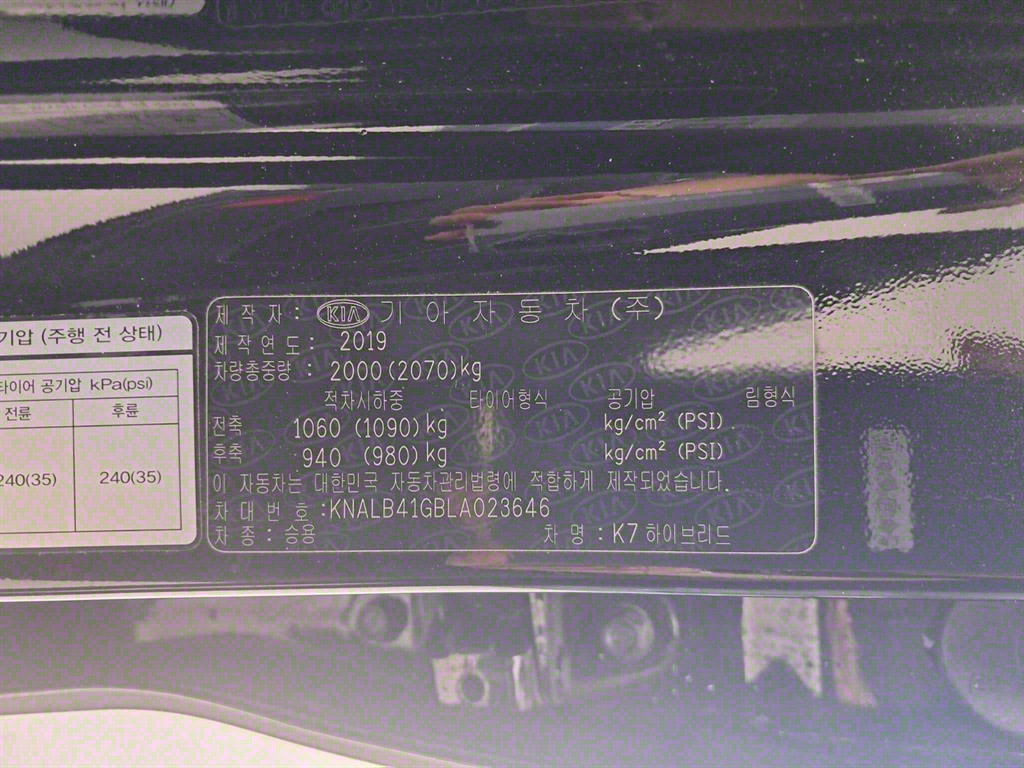 기압 (주행 전 상태)
타이어 공기압 kPa(psi)
전륜 후륜
240(35) 240(35)
제 작 자 : KIA 기 아 자 동 차 (주)
제 작 연 도 : 2019
차량총중량 : 2000 (2070)kg
적차시하중 타이어형식 공기압 림형식
전축 1060 (1090) kg kg/cm² (PSI) .
후축 940 (980) kg kg/cm² (PSI)
이 자동차는 대한민국 자동차관리법령에 적합하게 제작되었습니다.
차 대 번 호 :KNALB41GBLA023646
차 종 : 승용 차 명 : K7 하이브리드